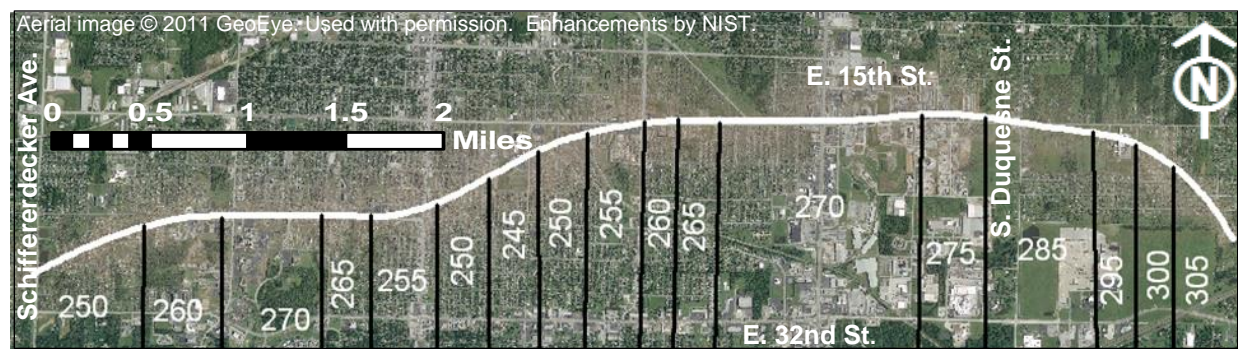 Aerial image © 2011 GeoEye. Used with permission. Enhancements by NIST.
Schiffererdecker Ave.
E. 15th St.
S. Duquesne St.
N
0 0.5 1 1.5 2
Miles
250
260
270
265
255
250
245
250
255
260
265
270
275
285
295
300
305
E. 32nd St.